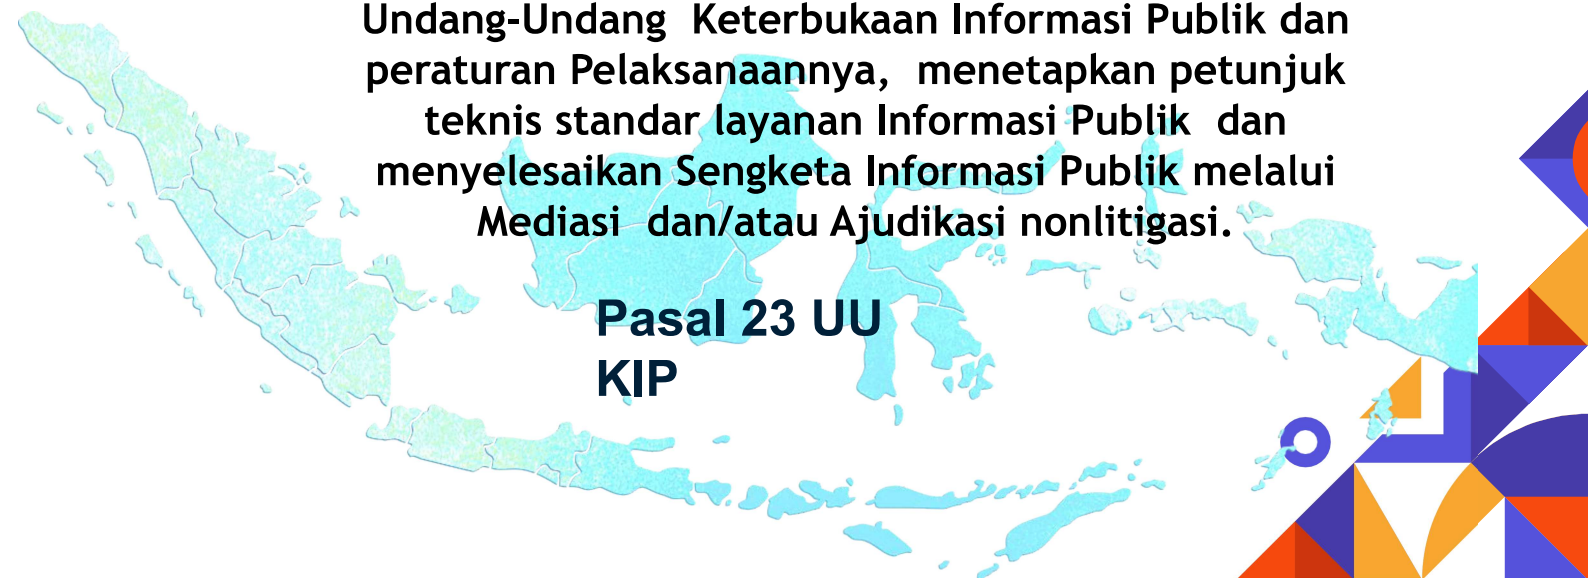 Undang-Undang Keterbukaan Informasi Publik dan
peraturan Pelaksanaannya, menetapkan petunjuk
teknis standar layanan Informasi Publik dan
menyelesaikan Sengketa Informasi Publik melalui
Mediasi dan/atau Ajudikasi nonlitigasi.
Pasal 23 UU
KIP